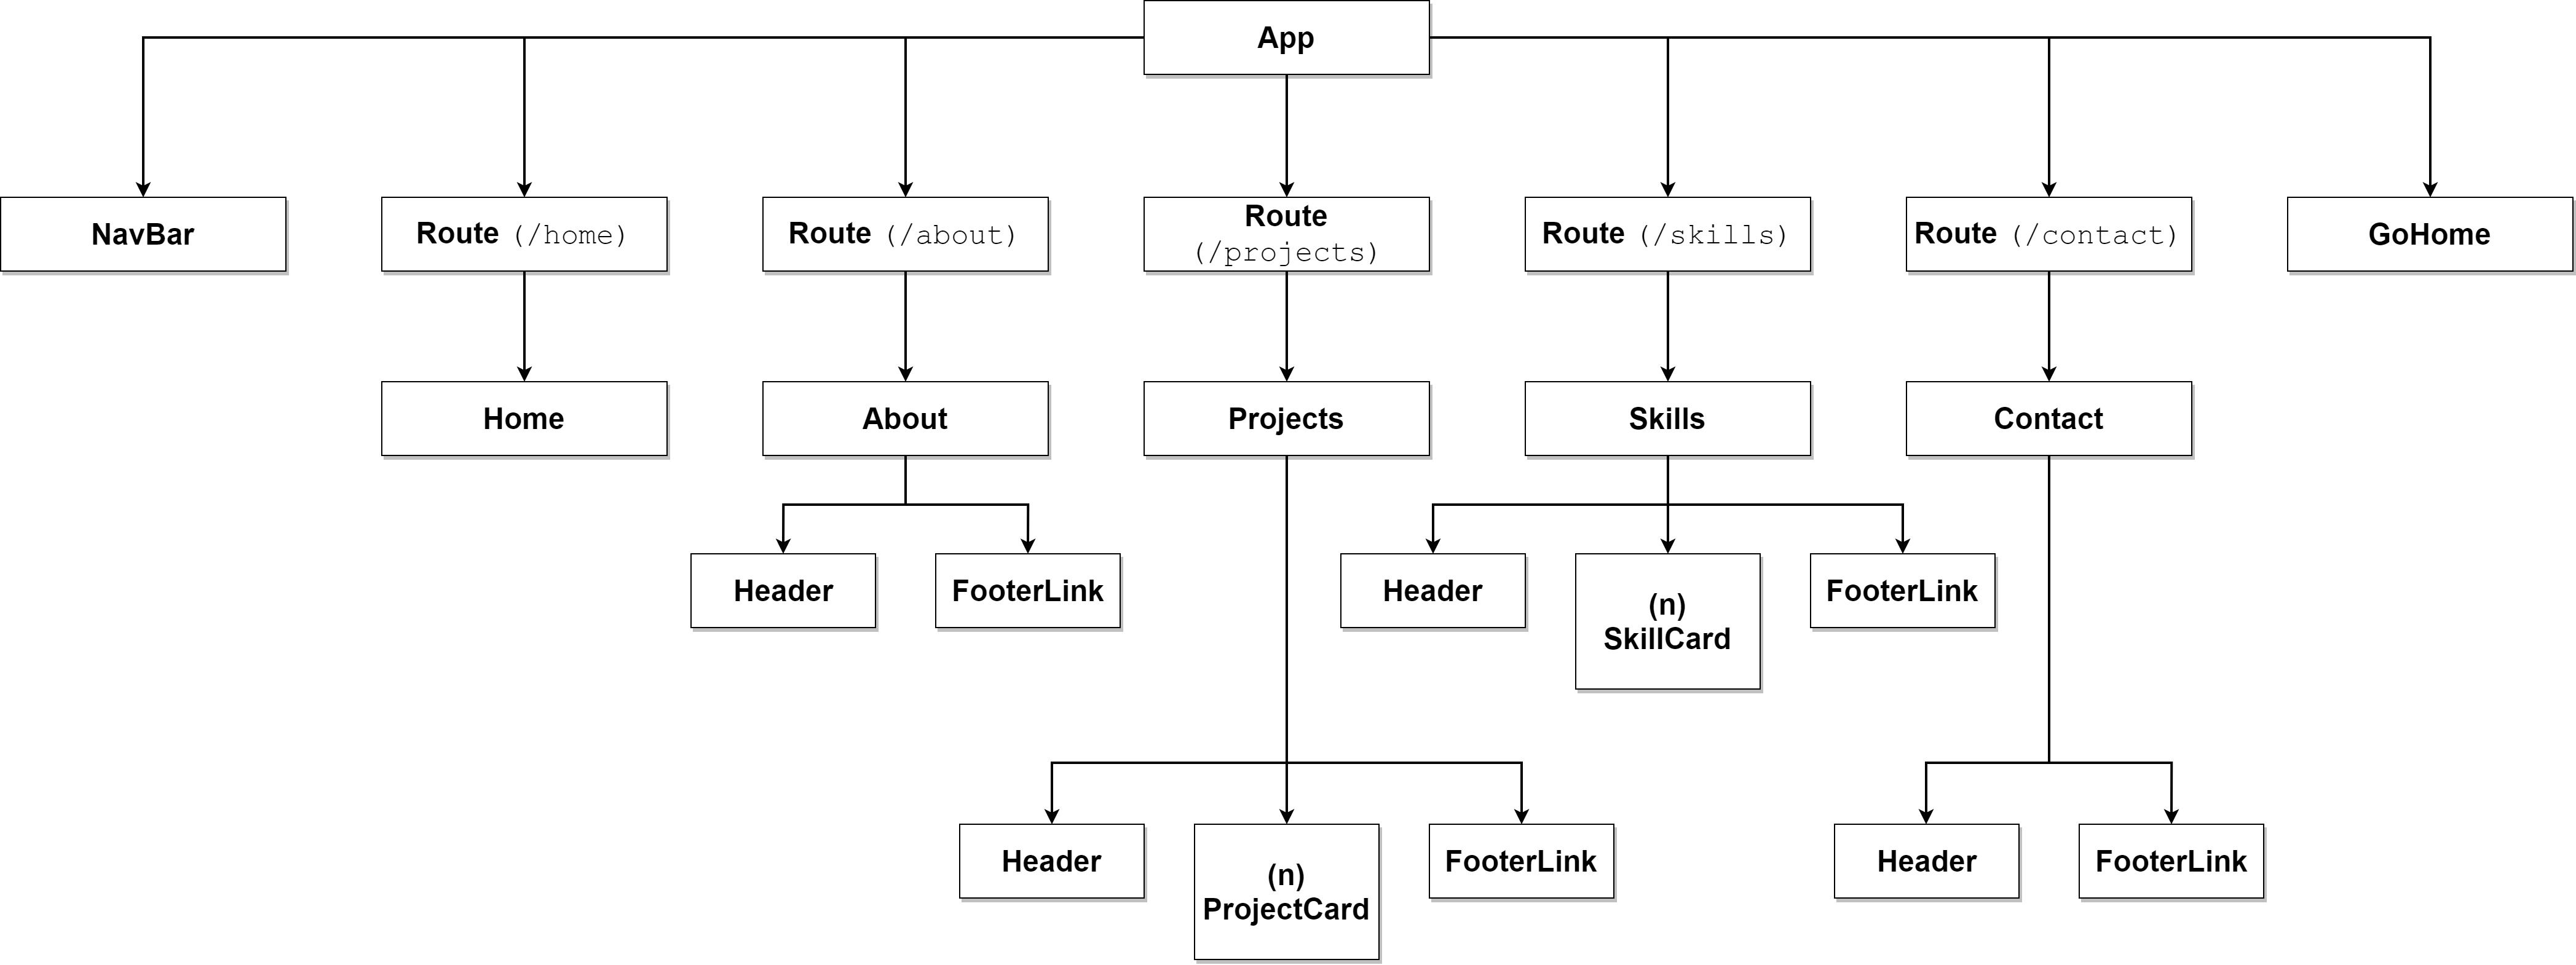 App
NavBar
Route (/home)
Route (/about)
Route
(/projects)
Route (/skills)
Route (/contact)
GoHome
Home
About
Projects
Skills
Contact
Header
FooterLink
Header
(n)
SkillCard
FooterLink
Header
(n)
ProjectCard
FooterLink
Header
FooterLink